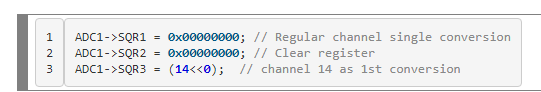 1 ADC1->SQR1 = 0x00000000; // Regular channel single conversion
2 ADC1->SQR2 = 0x00000000; // Clear register
3 ADC1->SQR3 = (14<<0);  // channel 14 as 1st conversion